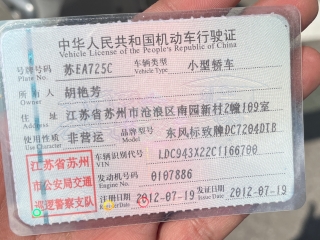 中华人民共和国机动车行驶证
Vehicle License of the People's Republic of China
号牌号码 苏EA725C 车辆类型 小型轿车
Plate No. Vehicle Type
所有人 胡艳芳
Owner
住址 江苏省苏州市沧浪区南园新村2幢109室
Address
使用性质 非营运 品牌型号 东风标致牌DC7204DTB
Use Character Model
江苏省苏州市公安局交通巡逻警察支队
车辆识别代号 LDC943X22C1166700
VIN
发动机号码 0107886
Engine No.
注册日期 2012-07-19 发证日期 2012-07-19
Register Date Issue Date